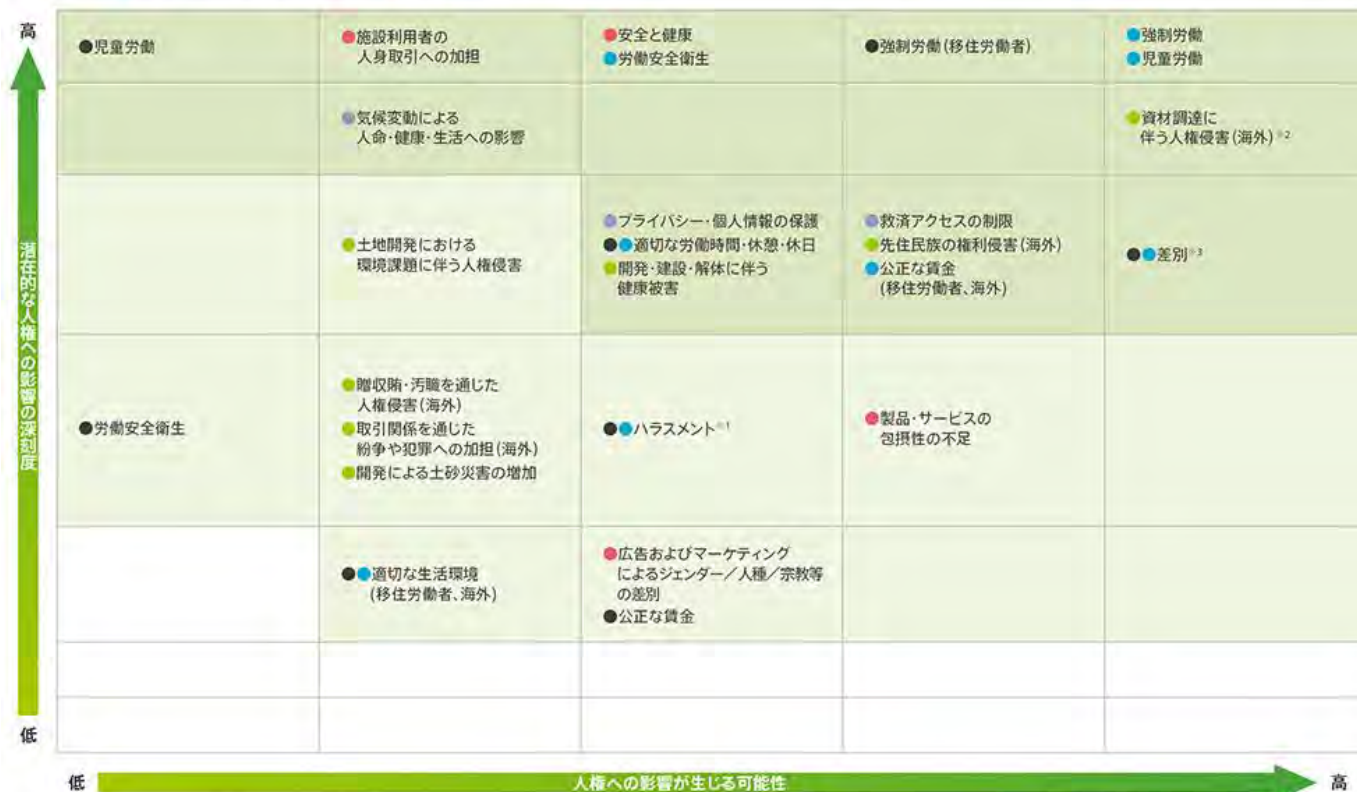 高
●児童労働
●施設利用者の
人身取引への加担
●安全と健康
●労働安全衛生
●強制労働(移住労働者)
●強制労働
●児童労働
●気候変動による
人命・健康・生活への影響
●資材調達に
伴う人権侵害(海外)※2
●土地開発における
環境課題に伴う人権侵害
●プライバシー・個人情報の保護
●●適切な労働時間・休憩・休日
●開発・建設・解体に伴う
健康被害
●救済アクセスの制限
●先住民族の権利侵害(海外)
●公正な賃金
(移住労働者、海外)
●●差別※3
潜在的な人権への影響の深刻度
●労働安全衛生
●贈収賄・汚職を通じた
人権侵害(海外)
●取引関係を通じた
紛争や犯罪への加担(海外)
●開発による土砂災害の増加
●●ハラスメント※1
●製品・サービスの
包摂性の不足
●●適切な生活環境
(移住労働者、海外)
●広告およびマーケティング
によるジェンダー／人種／宗教等
の差別
●公正な賃金
低
低
人権への影響が生じる可能性
高